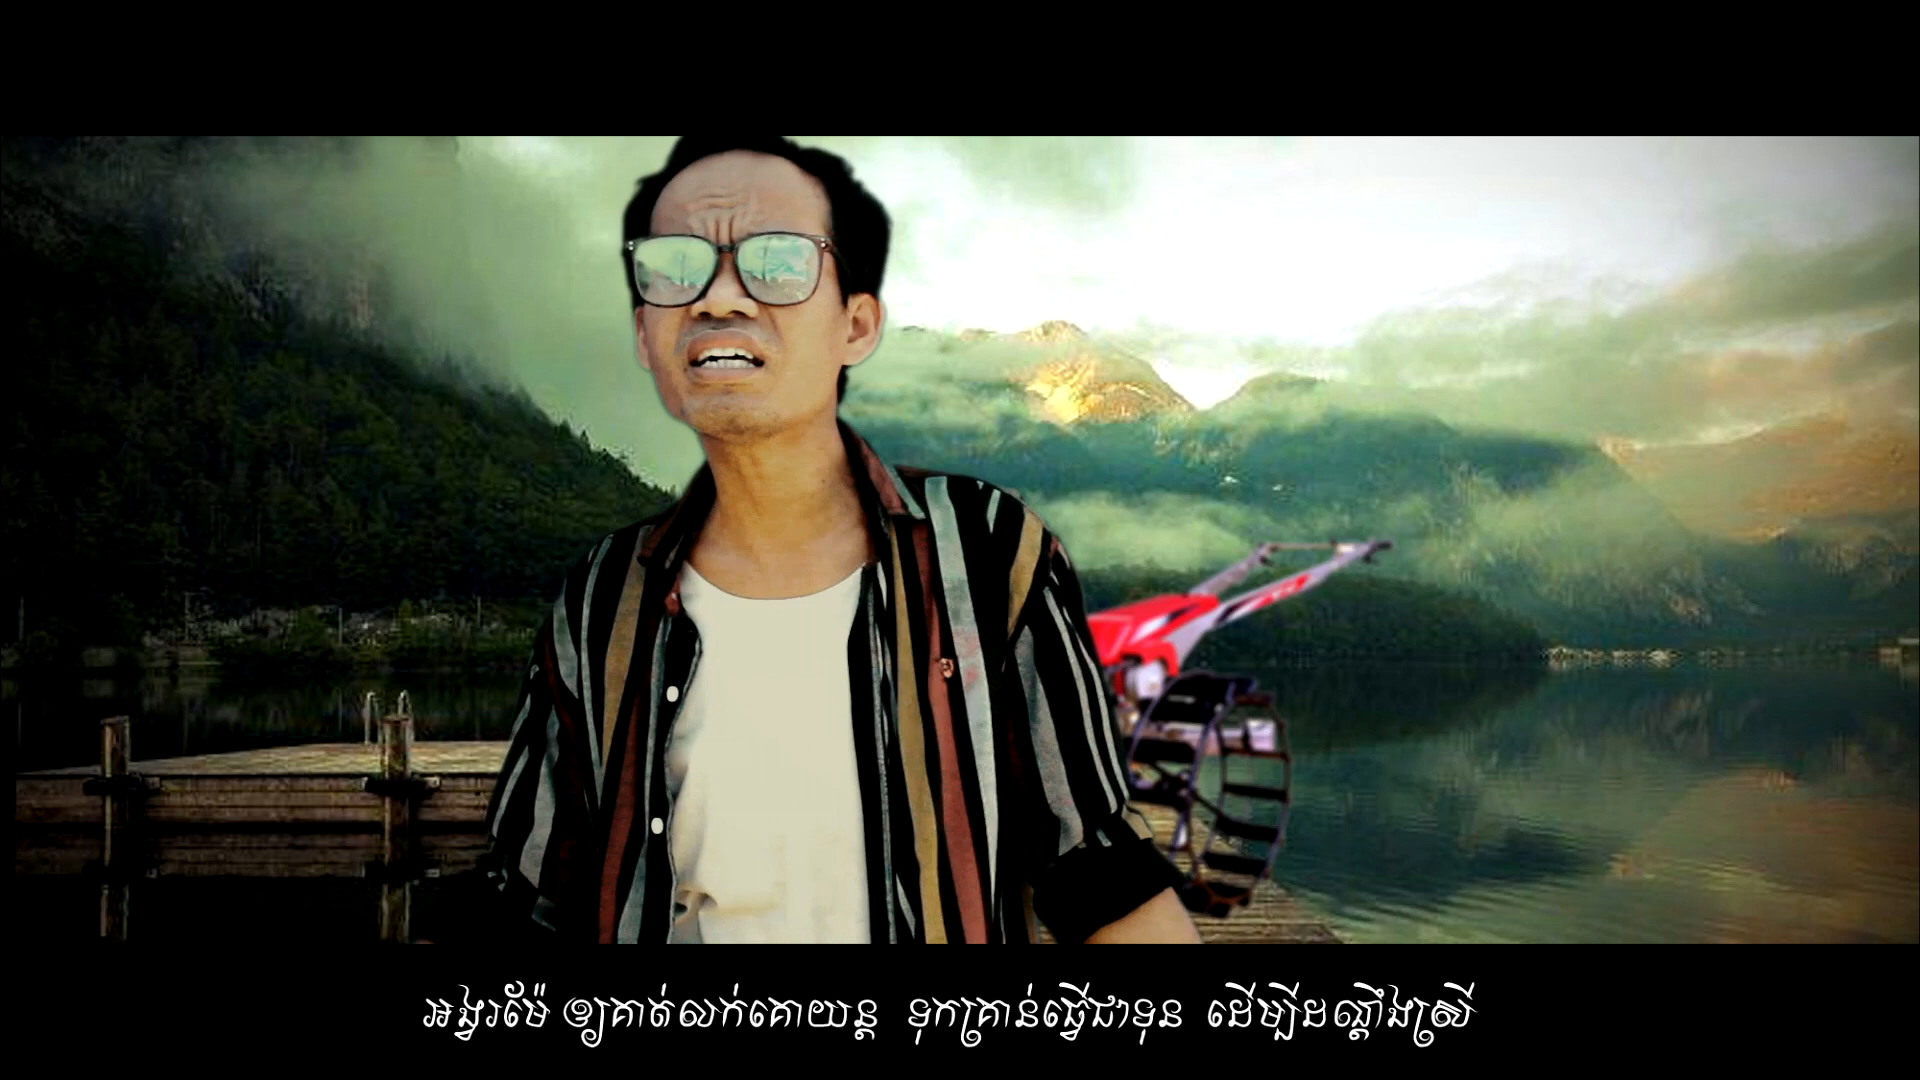 អង្វរម៉ែ ឲ្យគាត់លក់គោយន្ត ទុកគ្រាន់ធ្វើជាទុន ដើម្បីដណ្ដឹងស្រី